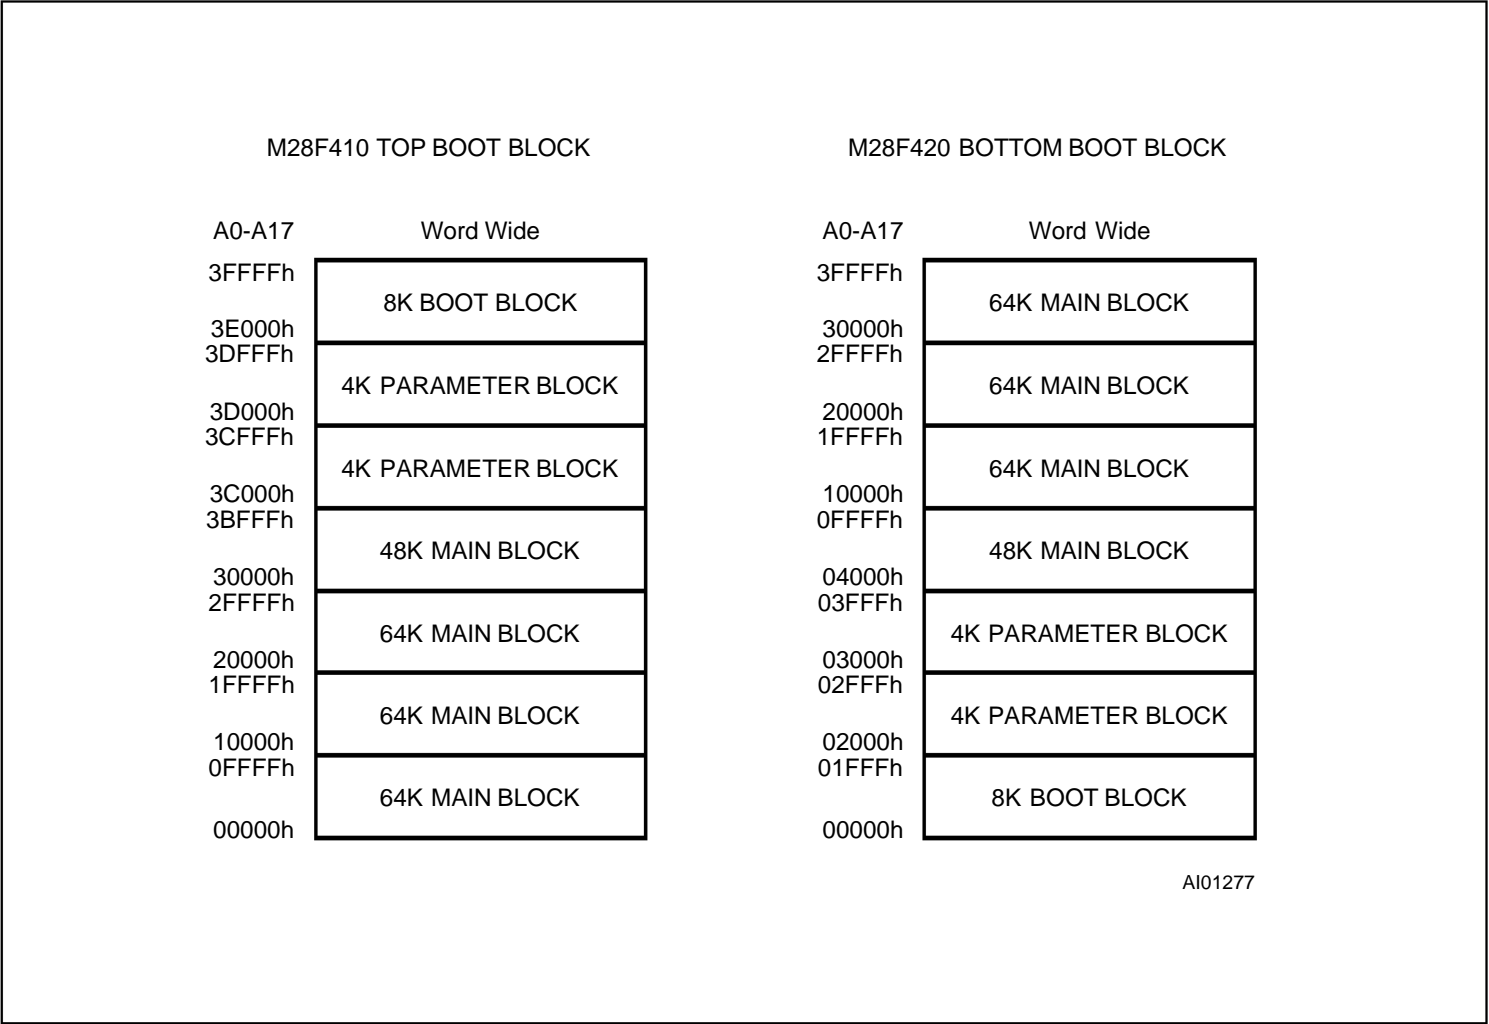 M28F410 TOP BOOT BLOCK
A0-A17 Word Wide
3FFFFh
8K BOOT BLOCK
3E000h
3DFFFh
4K PARAMETER BLOCK
3D000h
3CFFFh
4K PARAMETER BLOCK
3C000h
3BFFFh
48K MAIN BLOCK
30000h
2FFFFh
64K MAIN BLOCK
20000h
1FFFFh
64K MAIN BLOCK
10000h
0FFFFh
64K MAIN BLOCK
00000h
M28F420 BOTTOM BOOT BLOCK
A0-A17 Word Wide
3FFFFh
64K MAIN BLOCK
30000h
2FFFFh
64K MAIN BLOCK
20000h
1FFFFh
64K MAIN BLOCK
10000h
0FFFFh
48K MAIN BLOCK
04000h
03FFFh
4K PARAMETER BLOCK
03000h
02FFFh
4K PARAMETER BLOCK
02000h
01FFFh
8K BOOT BLOCK
00000h
AI01277